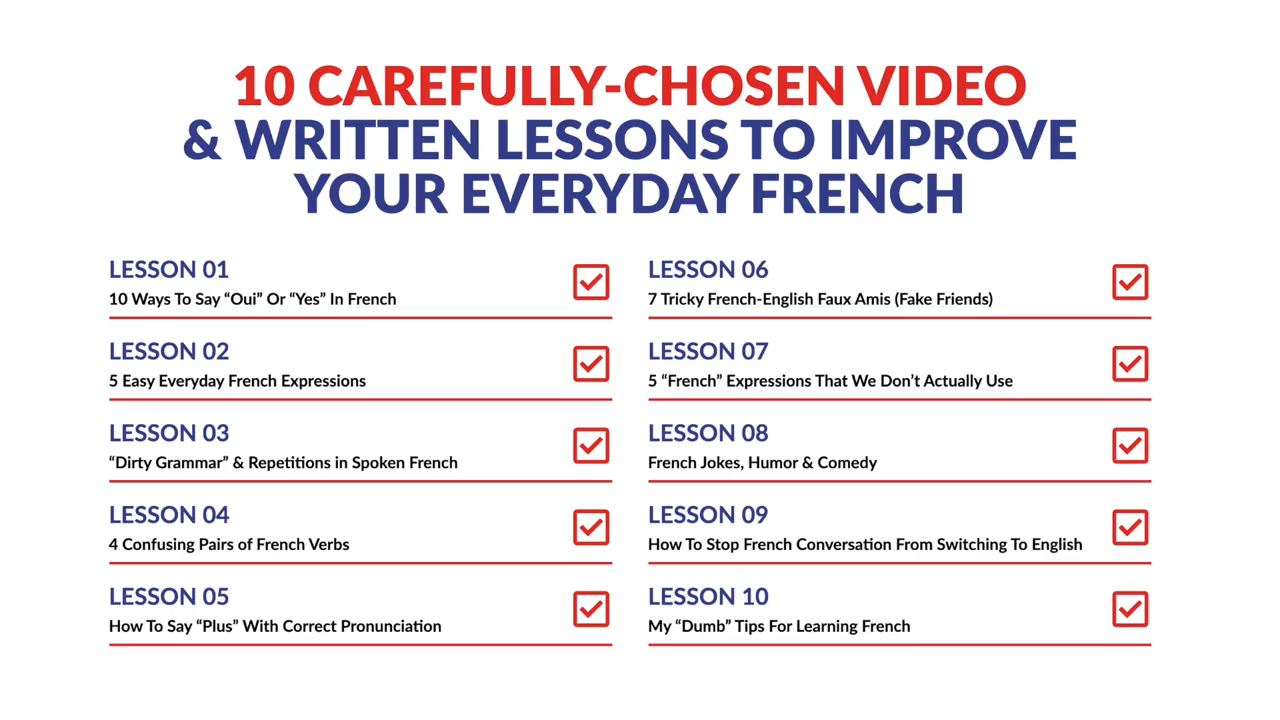 10 CAREFULLY-CHOSEN VIDEO
& WRITTEN LESSONS TO IMPROVE
YOUR EVERYDAY FRENCH
LESSON 01
10 Ways To Say “Oui” Or “Yes” In French
LESSON 02
5 Easy Everyday French Expressions
LESSON 03
“Dirty Grammar” & Repetitions in Spoken French
LESSON 04
4 Confusing Pairs of French Verbs
LESSON 05
How To Say “Plus” With Correct Pronunciation
LESSON 06
7 Tricky French-English Faux Amis (Fake Friends)
LESSON 07
5 “French” Expressions That We Don’t Actually Use
LESSON 08
French Jokes, Humor & Comedy
LESSON 09
How To Stop French Conversation From Switching To English
LESSON 10
My “Dumb” Tips For Learning French